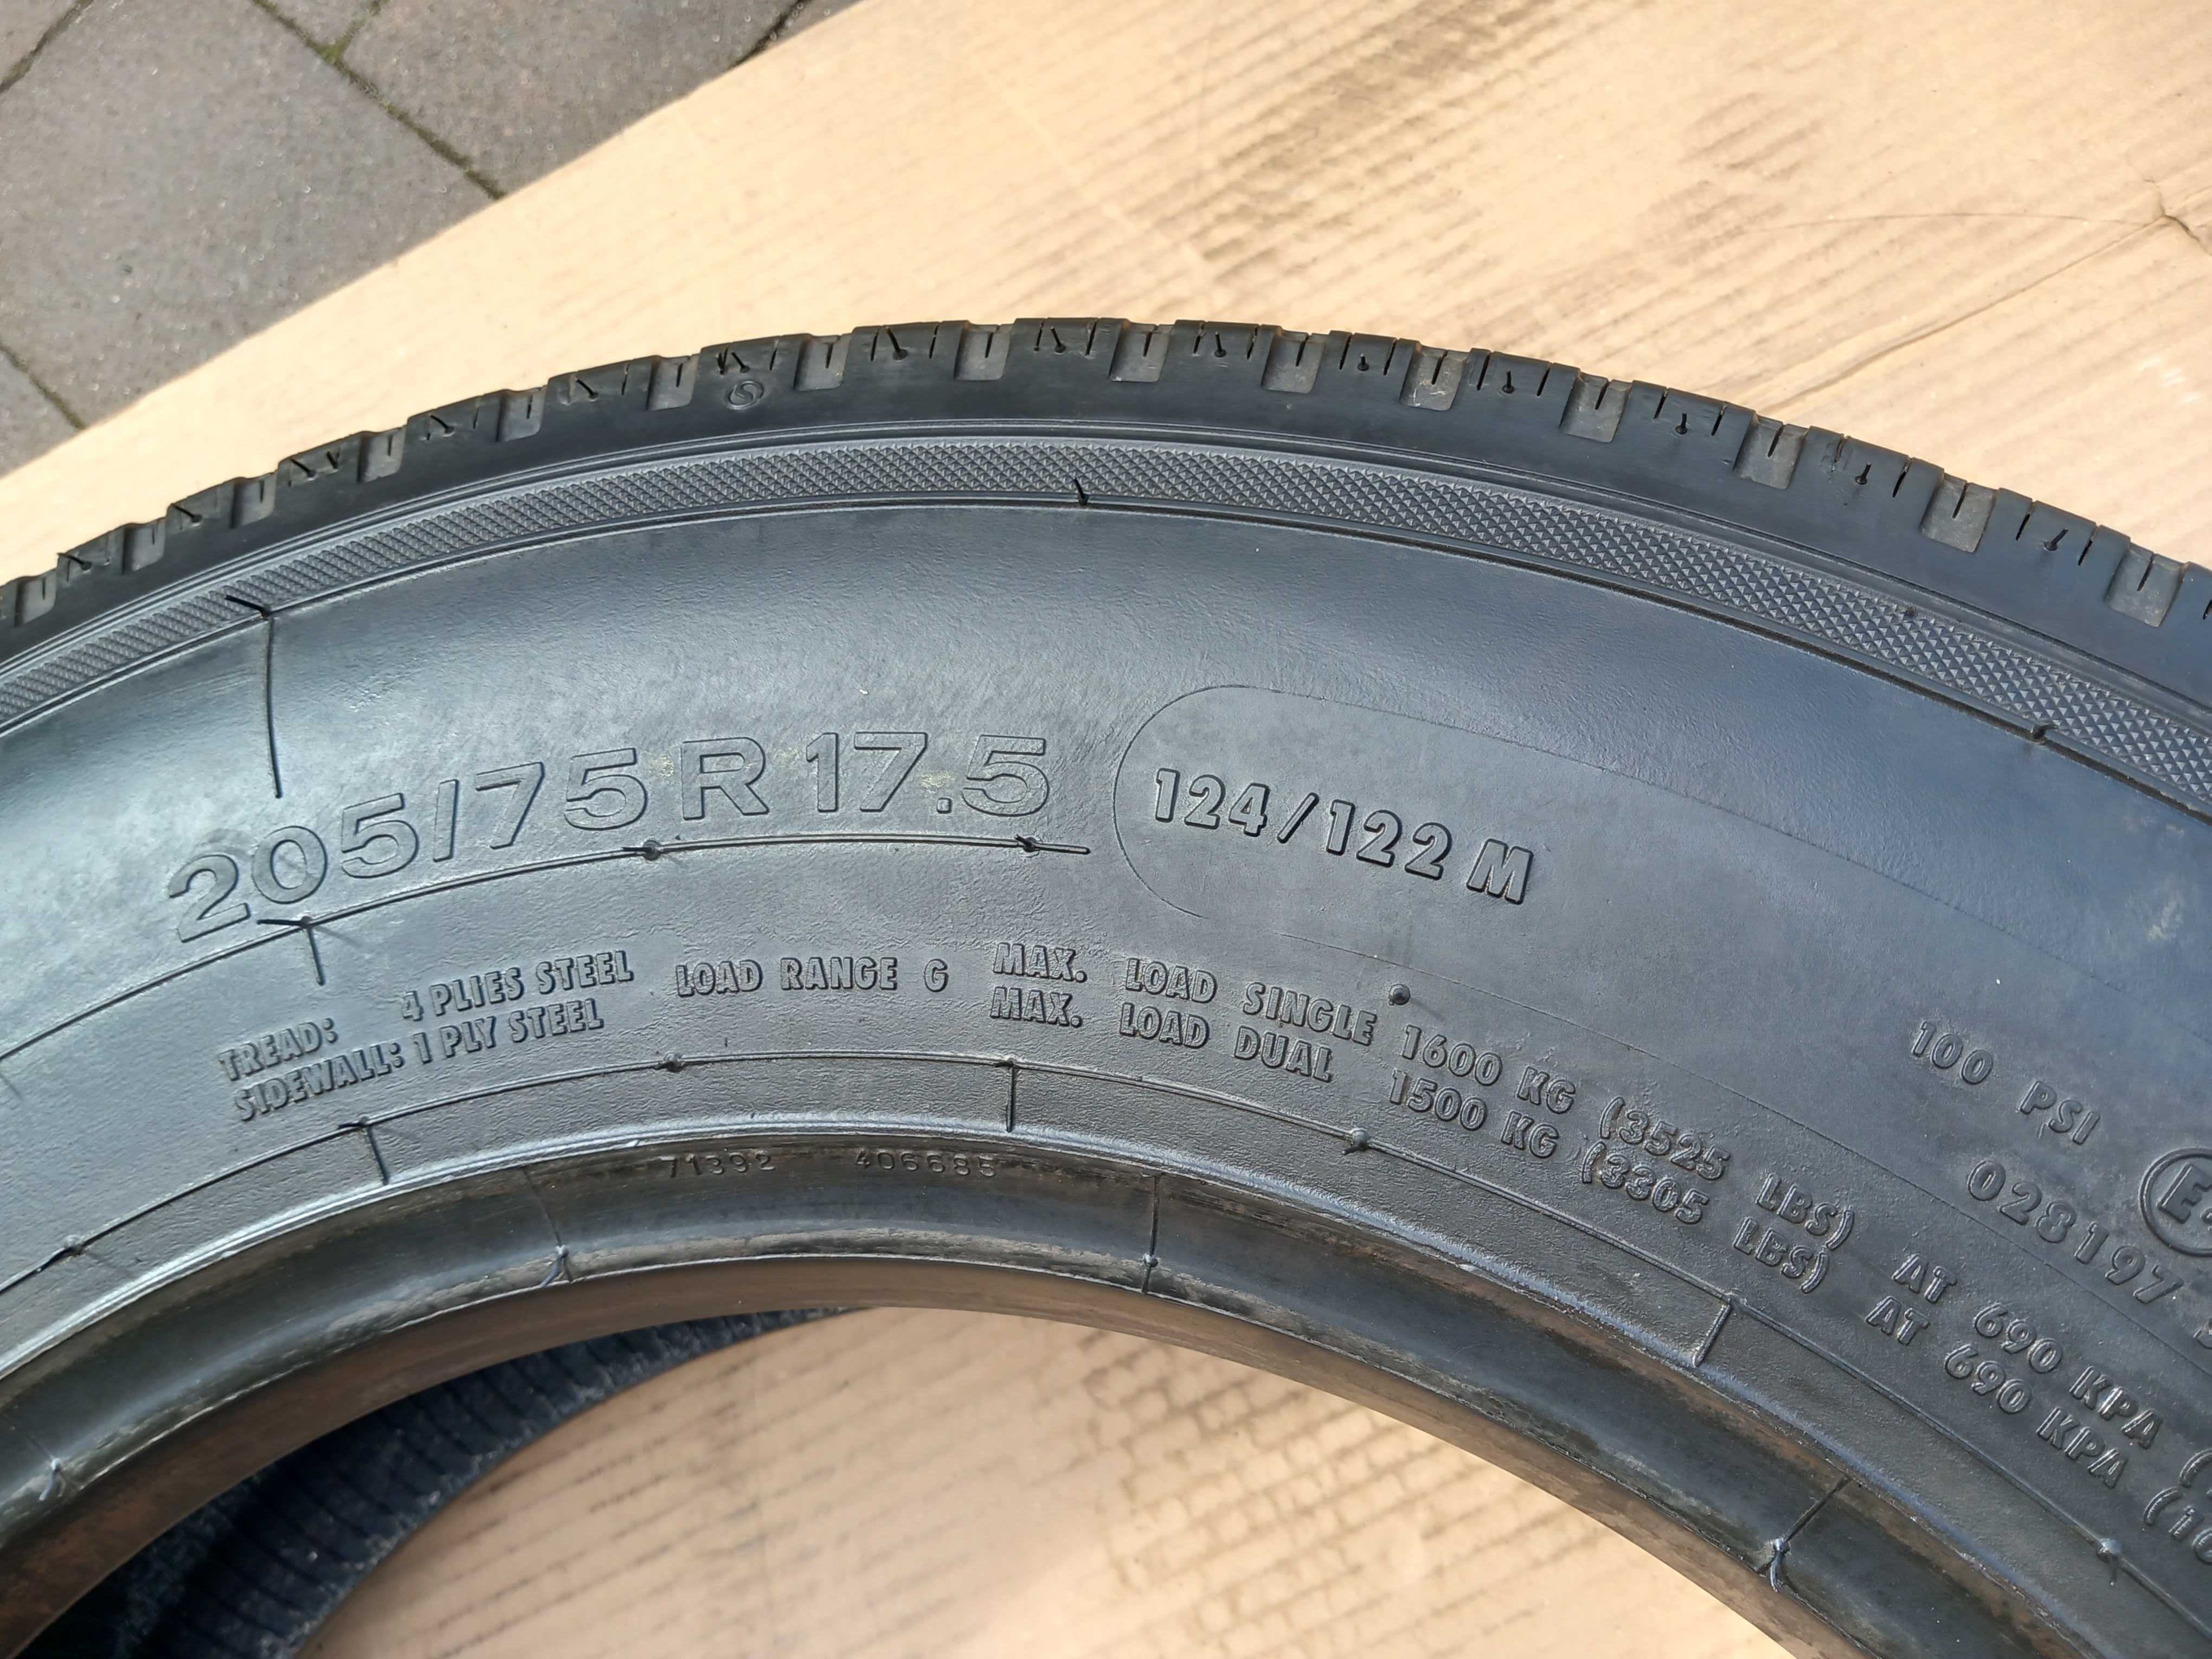 205/75 R 17.5
124/122 M
TREAD: 4 PLIES STEEL
SIDEWALL: 1 PLY STEEL
LOAD RANGE G
MAX. LOAD SINGLE 1600 KG (3525 LBS) AT 690 KPA (
MAX. LOAD DUAL 1500 KG (3305 LBS) AT 690 KPA (10
100 PSI
028197
E
71392 406685
S